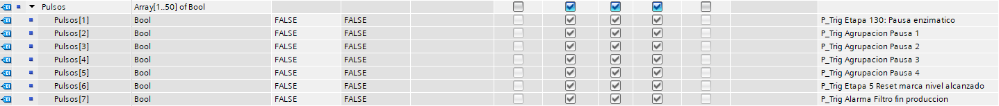 Pulsos Array[1..50] of Bool
Pulsos[1] Bool FALSE FALSE P_Trig Etapa 130: Pausa enzimatico
Pulsos[2] Bool FALSE FALSE P_Trig Agrupacion Pausa 1
Pulsos[3] Bool FALSE FALSE P_Trig Agrupacion Pausa 2
Pulsos[4] Bool FALSE FALSE P_Trig Agrupacion Pausa 3
Pulsos[5] Bool FALSE FALSE P_Trig Agrupacion Pausa 4
Pulsos[6] Bool FALSE FALSE P_Trig Etapa 5 Reset marca nivel alcanzado
Pulsos[7] Bool FALSE FALSE P_Trig Alarma Filtro fin produccion